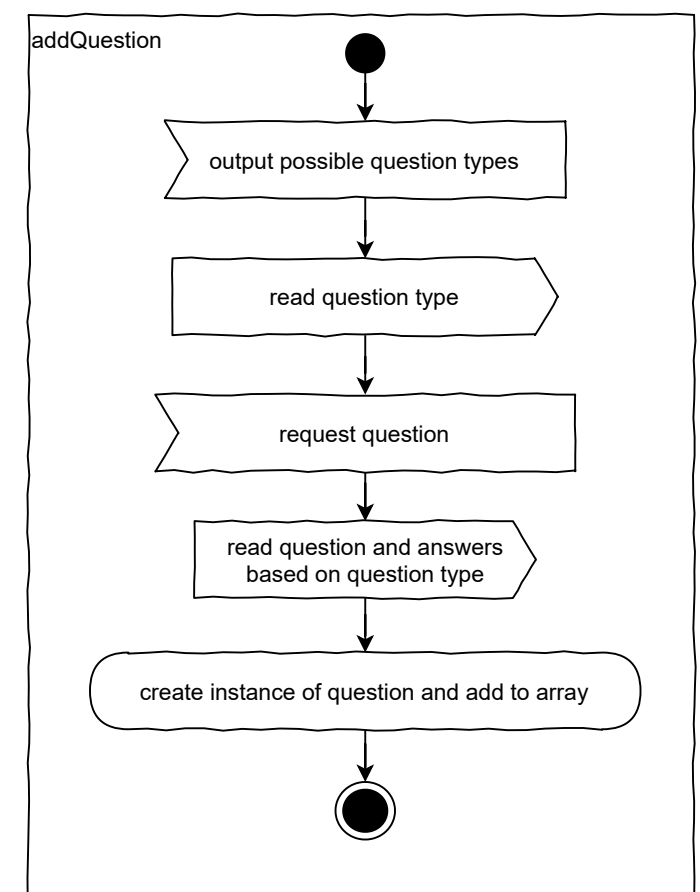 addQuestion
output possible question types
read question type
request question
read question and answers
based on question type
create instance of question and add to array